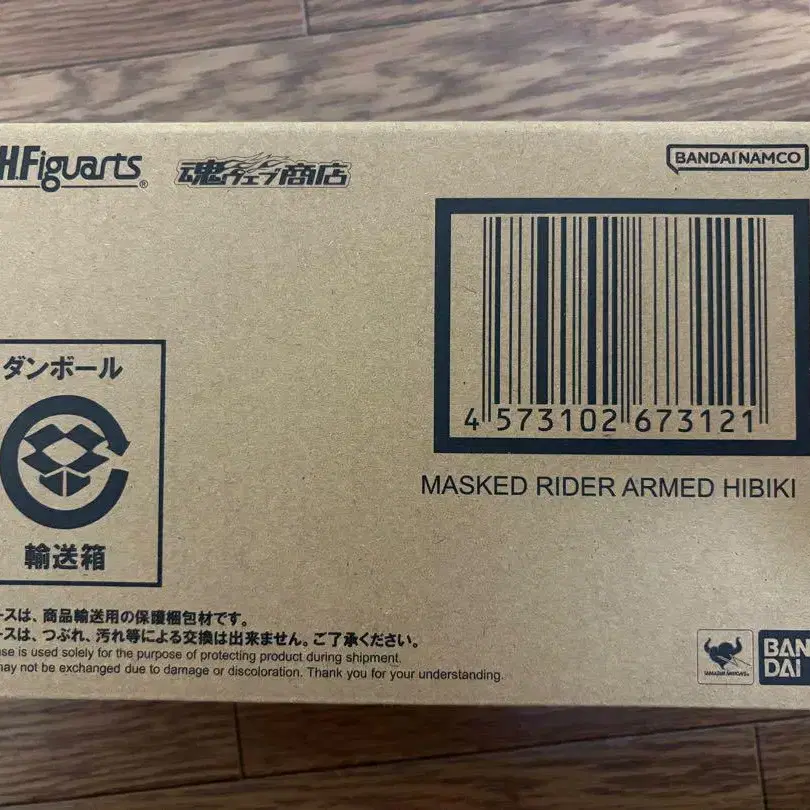 H.Figuarts®
魂ウェブ商店
BANDAI NAMCO
4 573102 673121
MASKED RIDER ARMED HIBIKI
ダンボール
輸送箱
ースは、商品輸送用の保護梱包材です。
ースは、つぶれ、汚れ等による交換は出来ません。ご了承ください。
se is used solely for the purpose of protecting product during shipment.
may not be exchanged due to damage or discoloration. Thank you for your understanding.
BAN
DAI